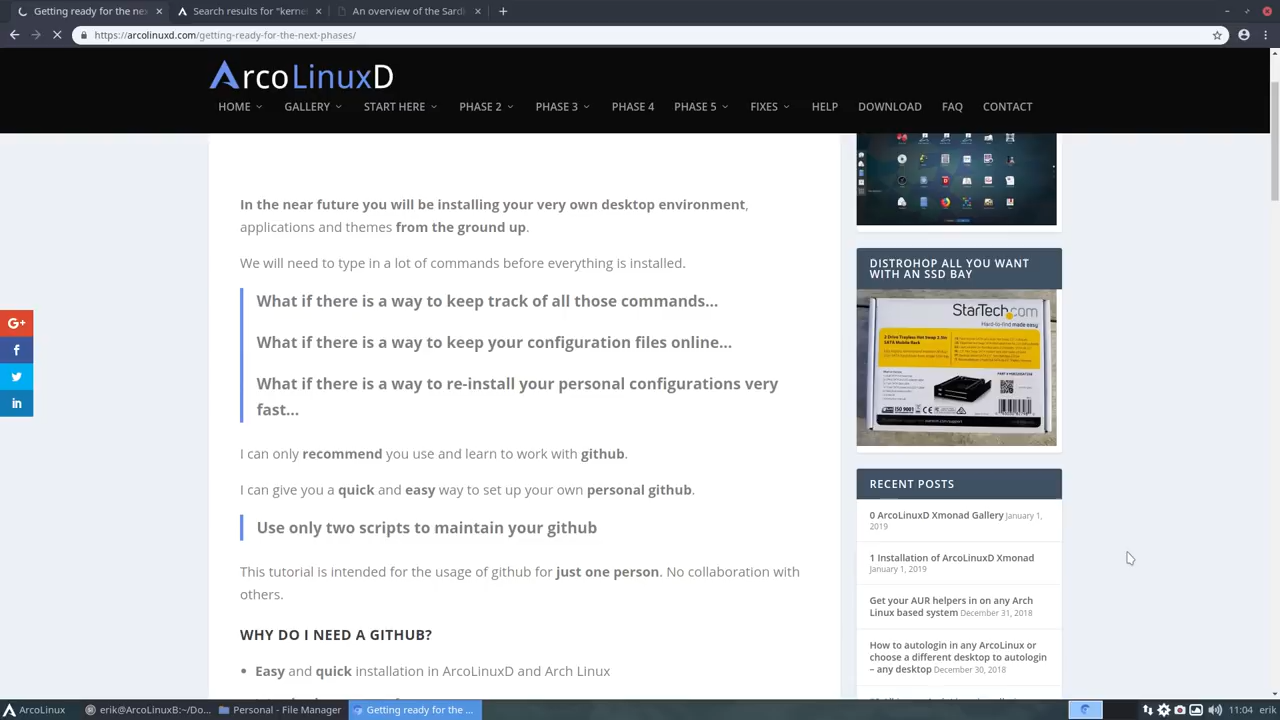 Getting ready for the nex
Search results for "kerne
An overview of the Sard
https://arcolinuxd.com/getting-ready-for-the-next-phases/
ArcoLinuxD
HOME GALLERY START HERE PHASE 2 PHASE 3 PHASE 4 PHASE 5 FIXES HELP DOWNLOAD FAQ CONTACT
In the near future you will be installing your very own desktop environment,
applications and themes from the ground up.
We will need to type in a lot of commands before everything is installed.
What if there is a way to keep track of all those commands...
What if there is a way to keep your configuration files online...
What if there is a way to re-install your personal configurations very
fast...
I can only recommend you use and learn to work with github.
I can give you a quick and easy way to set up your own personal github.
Use only two scripts to maintain your github
This tutorial is intended for the usage of github for just one person. No collaboration with
others.
WHY DO I NEED A GITHUB?
Easy and quick installation in ArcoLinuxD and Arch Linux
G+
DISTROHOP ALL YOU WANT
WITH AN SSD BAY
StarTech.com
Hard-to-find made easy
RECENT POSTS
0 ArcoLinuxD Xmonad Gallery January 1,
2019
1 Installation of ArcoLinuxD Xmonad
January 1, 2019
Get your AUR helpers in on any Arch
Linux based system December 31, 2018
How to autologin in any ArcoLinux or
choose a different desktop to autologin
– any desktop December 30, 2018
ArcoLinux
erik@ArcoLinuxB:~/Do...
Personal - File Manager
Getting ready for the ...
11:04 erik